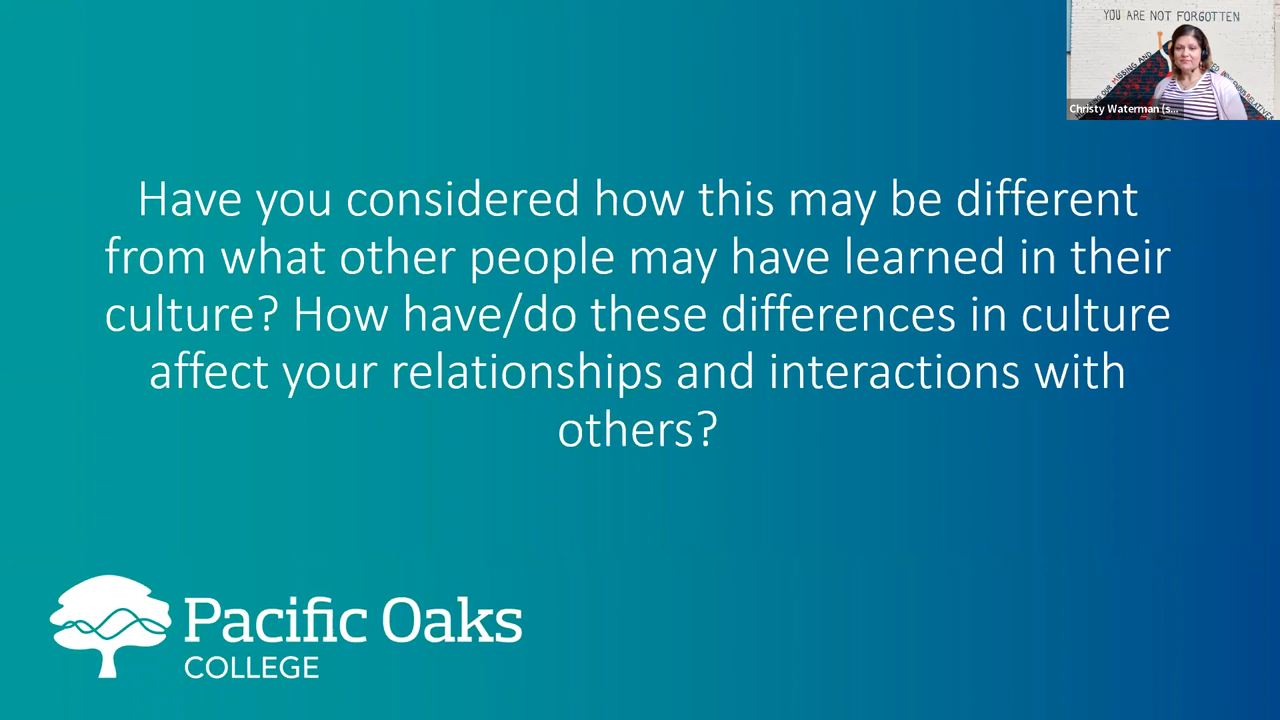 YOU ARE NOT FORGOTTEN
Christy Waterman (s...
Have you considered how this may be different
from what other people may have learned in their
culture? How have/do these differences in culture
affect your relationships and interactions with
others?
Pacific Oaks
COLLEGE